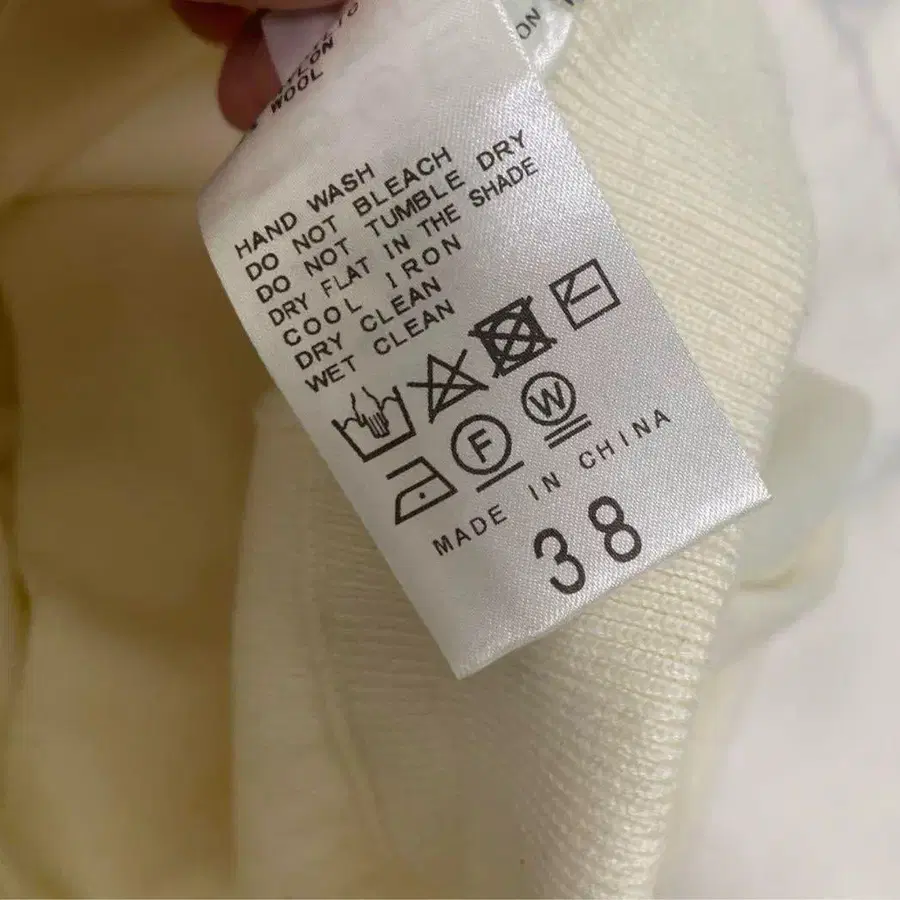 WOOL
HAND WASH
DO NOT BLEACH
DO NOT TUMBLE DRY
DRY FLAT IN THE SHADE
COOL IRON
DRY CLEAN
WET CLEAN
F
W
MADE IN CHINA
38